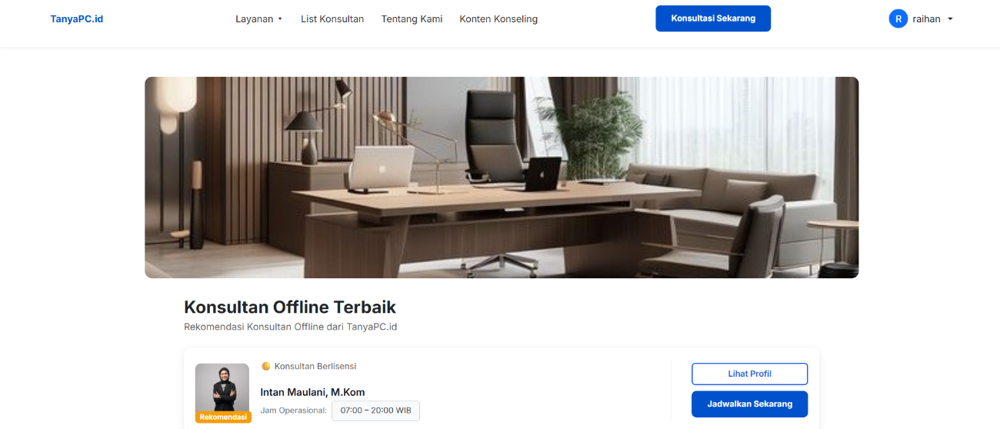 TanyaPC.id
Layanan ▼
List Konsultan
Tentang Kami
Konten Konseling
Konsultasi Sekarang
R raihan
Konsultan Offline Terbaik
Rekomendasi Konsultan Offline dari TanyaPC.id
Konsultan Berlisensi
Intan Maulani, M.Kom
Jam Operasional: 07:00 – 20:00 WIB
Rekomendasi
Lihat Profil
Jadwalkan Sekarang